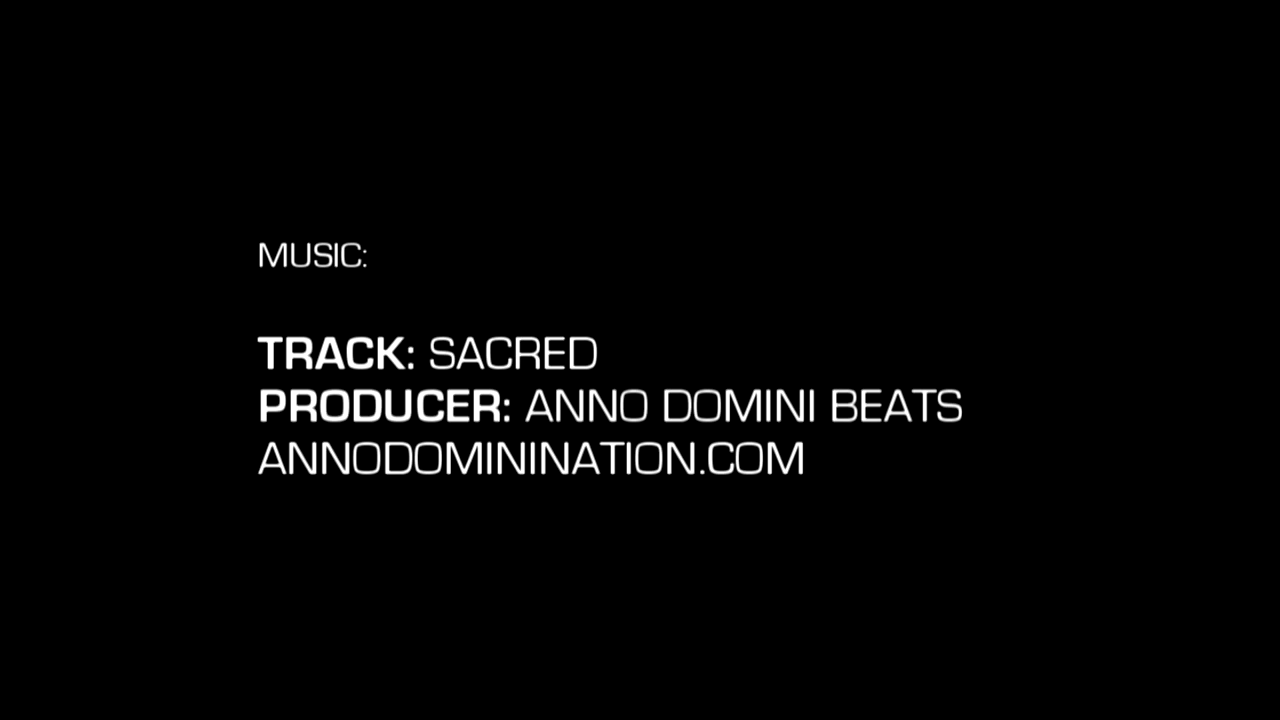 MUSIC:
TRACK: SACRED
PRODUCER: ANNO DOMINI BEATS
ANNODOMININATION.COM